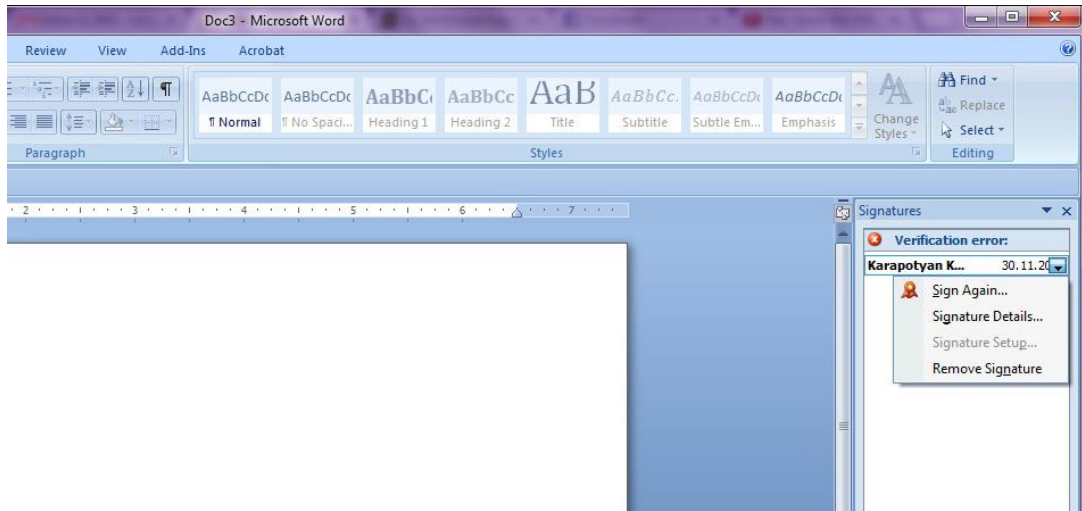 Doc3 - Microsoft Word
Review View Add-Ins Acrobat
AaBbCcDc AaBbCcDc AaBbC AaBbCc AaB AaBbCc. AaBbCcDi AaBbCcDi
¶ Normal ¶ No Spaci... Heading 1 Heading 2 Title Subtitle Subtle Em... Emphasis
Change Styles
Find
Replace
Select
Paragraph Styles Editing
2 3 4 5 6 7
Signatures
Verification error:
Karapotyan K... 30.11.20
Sign Again...
Signature Details...
Signature Setup...
Remove Signature